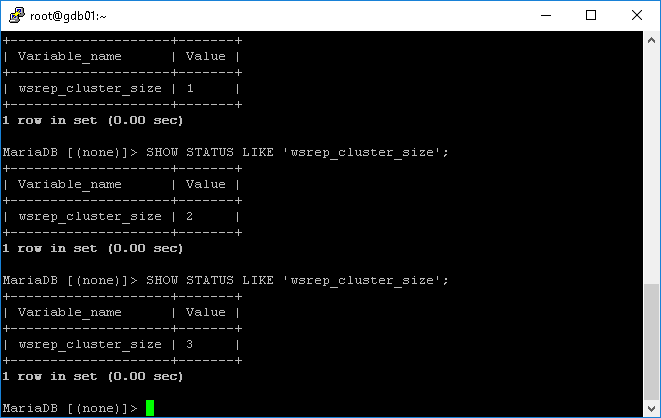 root@gdb01:~
+--------------------+-------+
| Variable_name      | Value |
+--------------------+-------+
| wsrep_cluster_size | 1     |
+--------------------+-------+
1 row in set (0.00 sec)
MariaDB [(none)]> SHOW STATUS LIKE 'wsrep_cluster_size';
+--------------------+-------+
| Variable_name      | Value |
+--------------------+-------+
| wsrep_cluster_size | 2     |
+--------------------+-------+
1 row in set (0.00 sec)
MariaDB [(none)]> SHOW STATUS LIKE 'wsrep_cluster_size';
+--------------------+-------+
| Variable_name      | Value |
+--------------------+-------+
| wsrep_cluster_size | 3     |
+--------------------+-------+
1 row in set (0.00 sec)
MariaDB [(none)]>